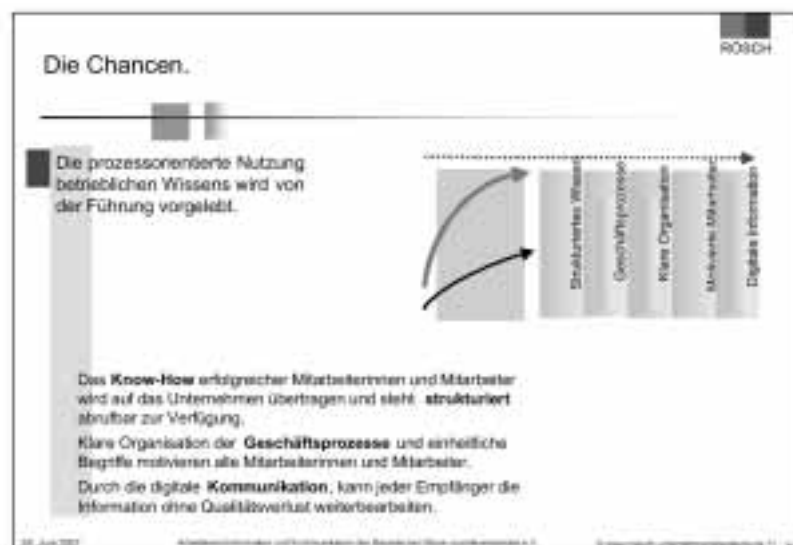 RÖSCH
Die Chancen.
Die prozessorientierte Nutzung
betrieblichen Wissens wird von
der Führung vorgelebt.
Strukturiertes Wissen
Geschäftsprozesse
Klare Organisation
Motivierte Mitarbeiter
Digitale Information
Das Know-How erfolgreicher Mitarbeiterinnen und Mitarbeiter
wird auf das Unternehmen übertragen und steht strukturiert
abrufbar zur Verfügung.
Klare Organisation der Geschäftsprozesse und einheitliche
Begriffe motivieren alle Mitarbeiterinnen und Mitarbeiter.
Durch die digitale Kommunikation, kann jeder Empfänger die
Information ohne Qualitätsverlust weiterbearbeiten.